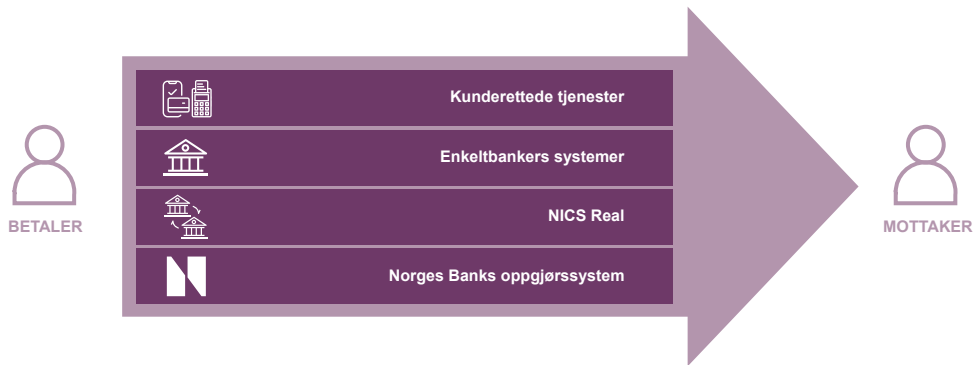 Kunderettede tjenester
Enkeltbankers systemer
BETALER
NICS Real
MOTTAKER
Norges Banks oppgjørssystem